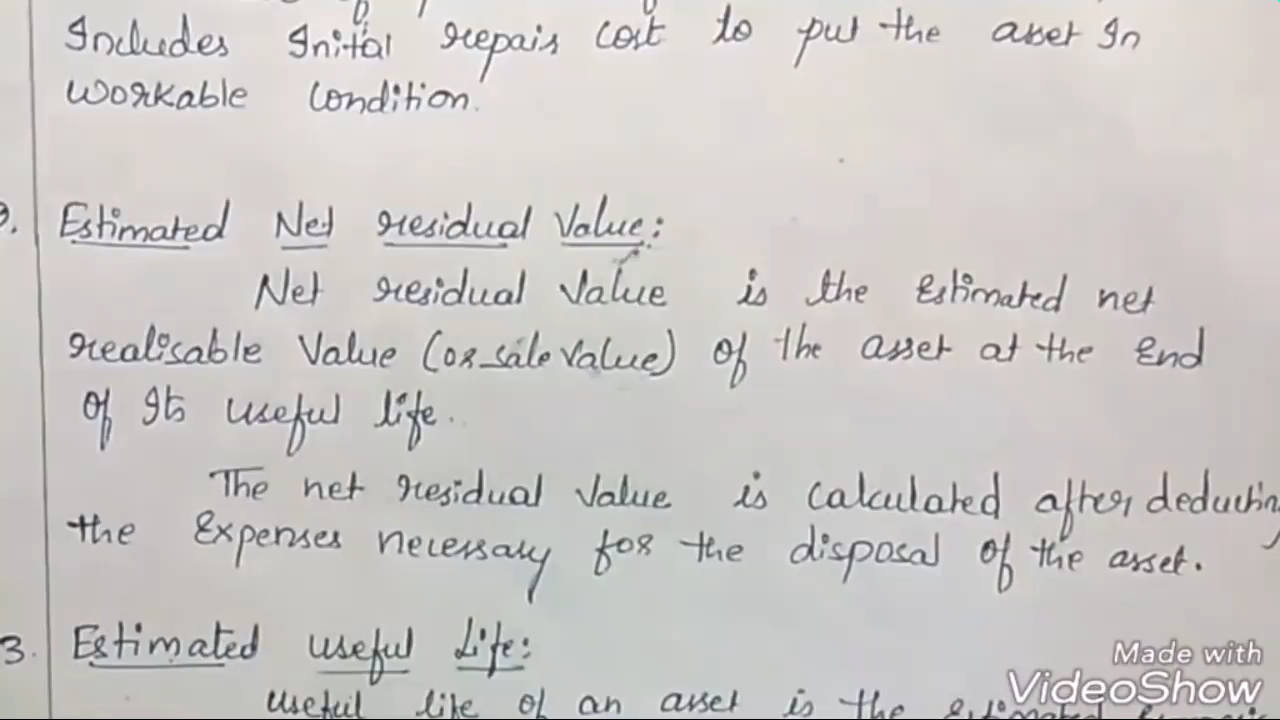 Includes Inital repair cost to put the asset In
workable condition.
2. Estimated Net residual Value:
Net residual Value is the Estimated net
realisable Value (or sale value) of the asset at the End
Of Its useful life.
The net residual Value is calculated after deducting
the Expenses necessary for the disposal of the asset.
3. Estimated useful Life:
useful life of an asset is the
Made with
VideoShow